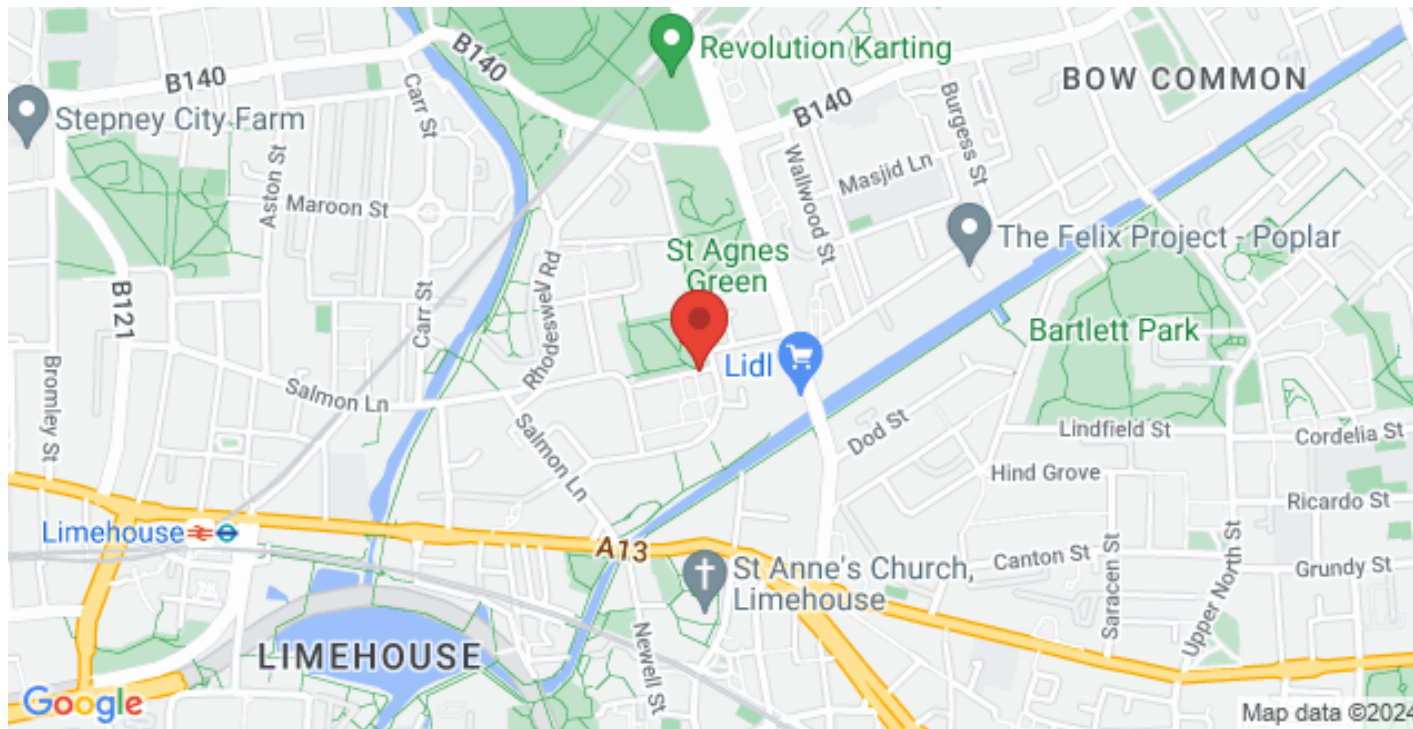 Revolution Karting
B140
B140
BOW COMMON
B140
Carr St
Burgess St
Stepney City Farm
B140
Aston St
Wallwood St
Masjid Ln
Maroon St
St Agnes
Green
The Felix Project - Poplar
Rhodeswell Rd
B121
Carr St
Bartlett Park
Lidl
Bromley St
Salmon Ln
Salmon Ln
Dod St
Lindfield St
Cordelia St
Hind Grove
Ricardo St
Limehouse
A13
Canton St
Saracen St
Upper North St
Grundy St
St Anne's Church,
Limehouse
LIMEHOUSE
Newell St
Google
Map data ©2024